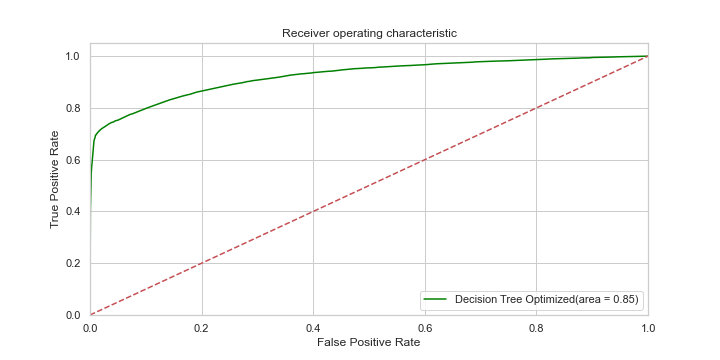 Receiver operating characteristic
1.0
0.8
0.6
0.4
0.2
0.0
True Positive Rate
Decision Tree Optimized(area = 0.85)
0.0 0.2 0.4 0.6 0.8 1.0
False Positive Rate